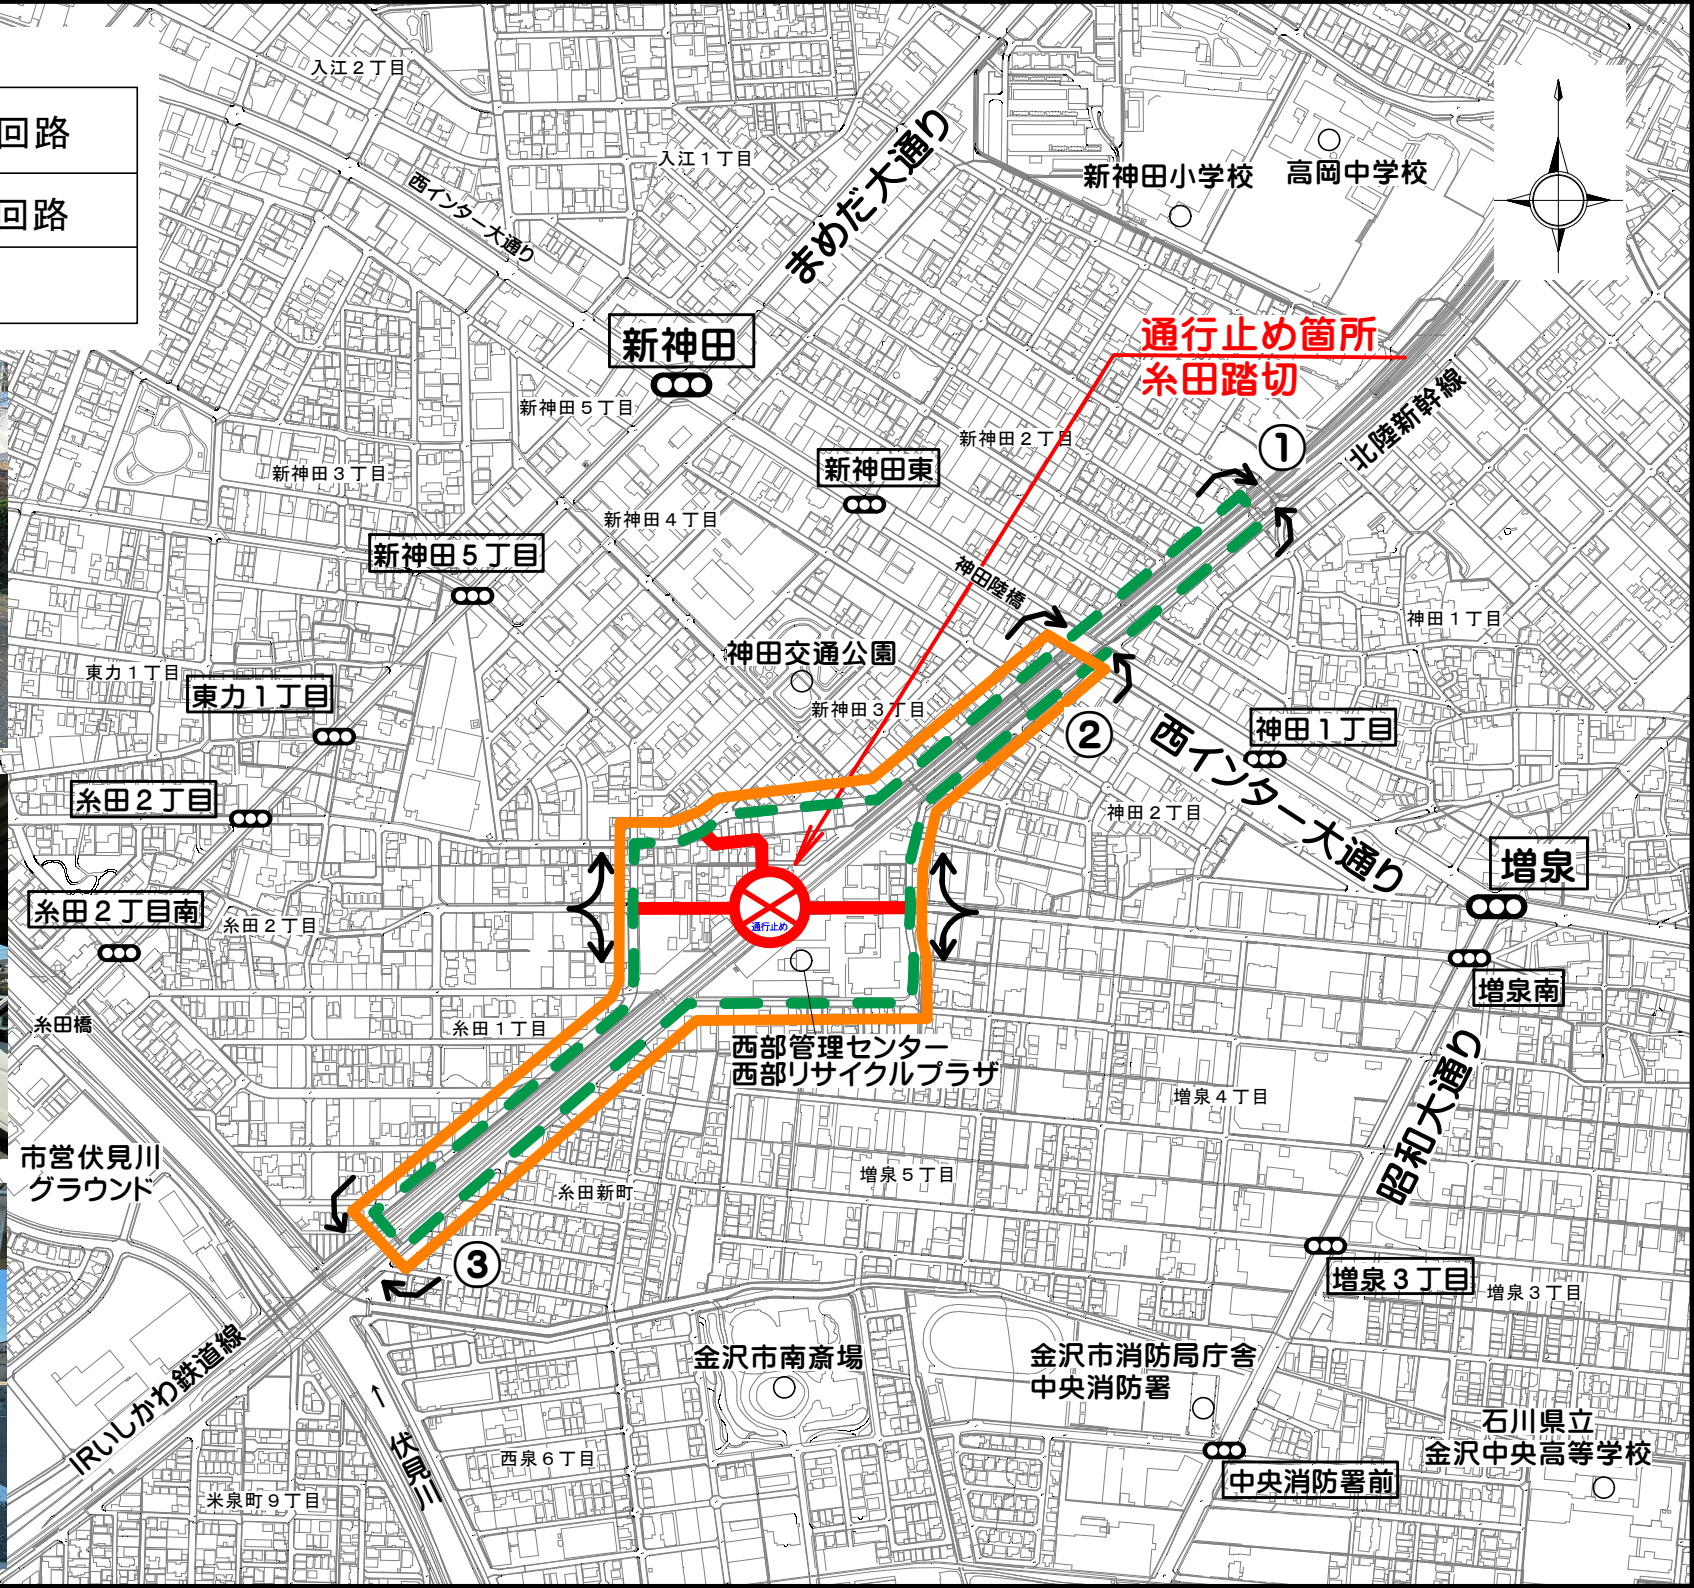 回路
回路
入江２丁目
入江１丁目
西インター大通り
まめだ大通り
新神田小学校
高岡中学校
新神田
通行止め箇所
糸田踏切
北陸新幹線
新神田５丁目
新神田２丁目
①
新神田東
新神田３丁目
新神田４丁目
新神田５丁目
神田陸橋
神田１丁目
神田交通公園
東力１丁目
東力１丁目
新神田３丁目
②
西インター大通り
神田１丁目
糸田２丁目
神田２丁目
増泉
糸田２丁目南
糸田２丁目
通行止め
増泉南
糸田橋
糸田１丁目
西部管理センター
西部リサイクルプラザ
昭和大通り
増泉４丁目
市営伏見川
グラウンド
増泉５丁目
糸田新町
③
増泉３丁目
増泉３丁目
IRいしかわ鉄道線
金沢市南斎場
金沢市消防局庁舎
中央消防署
石川県立
金沢中央高等学校
伏見川
西泉６丁目
中央消防署前
米泉町９丁目